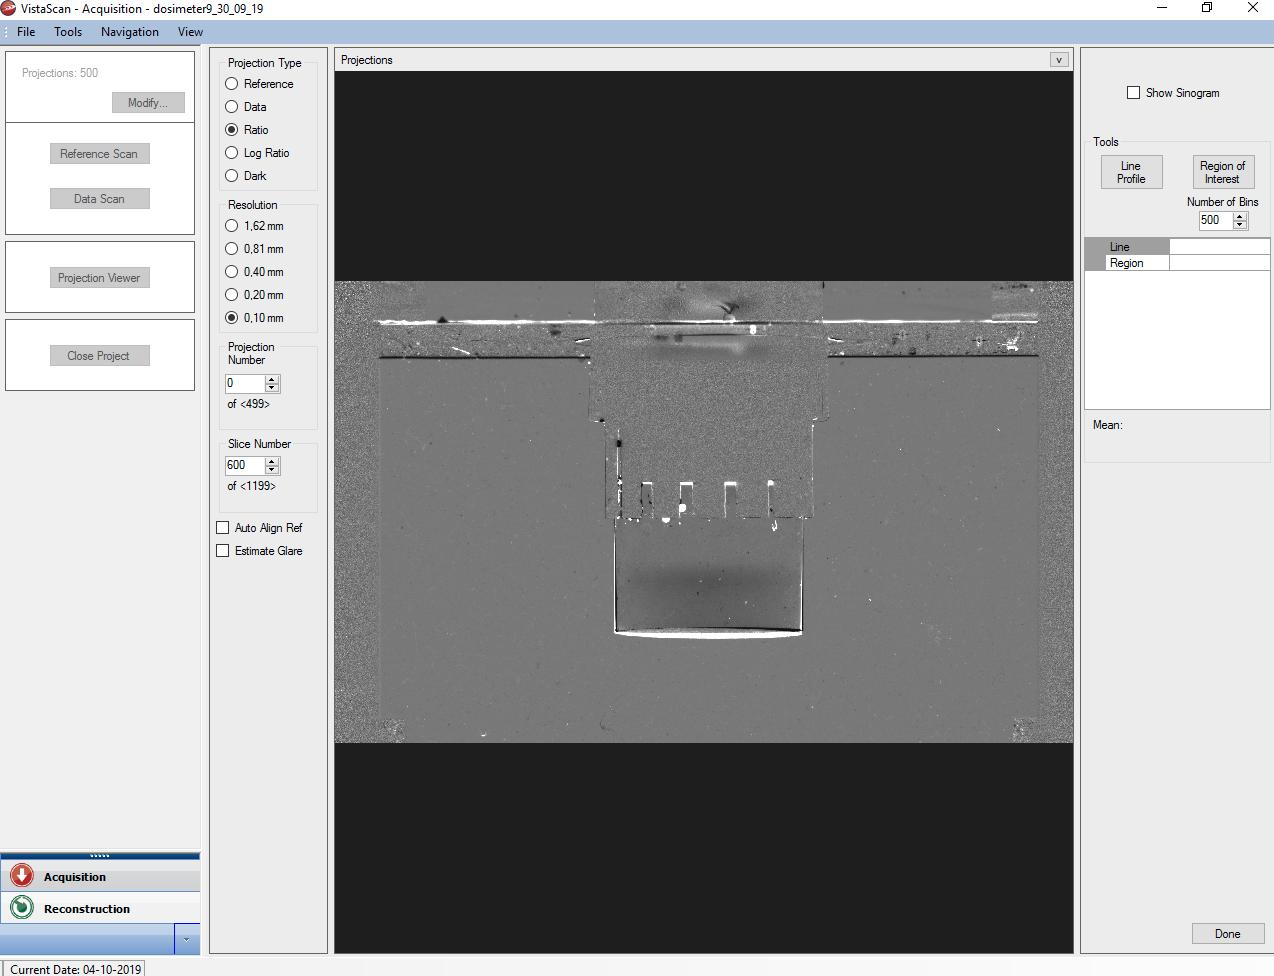 VistaScan - Acquisition - dosimeter9_30_09_19
File Tools Navigation View
Projections: 500
Modify...
Reference Scan
Data Scan
Projection Viewer
Close Project
Acquisition
Reconstruction
Current Date: 04-10-2019
Projection Type
Reference
Data
Ratio
Log Ratio
Dark
Resolution
1,62 mm
0,81 mm
0,40 mm
0,20 mm
0,10 mm
Projection
Number
0
of <499>
Slice Number
600
of <1199>
Auto Align Ref
Estimate Glare
Projections
v
Show Sinogram
Tools
Line
Profile
Region of
Interest
Number of Bins
500
Line
Region
Mean:
Done